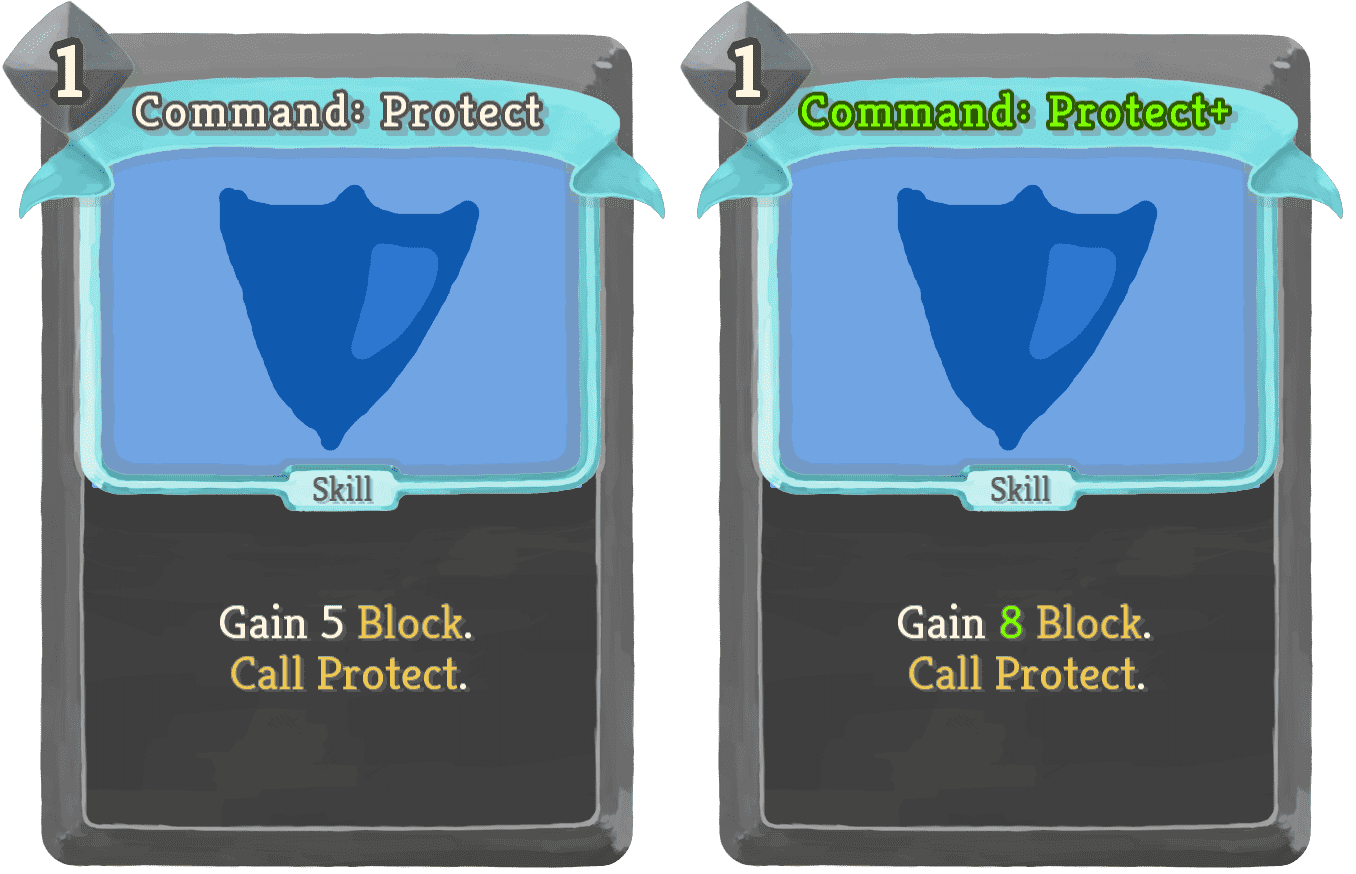 1
Command: Protect
Skill
Gain 5 Block.
Call Protect.
1
Command: Protect+
Skill
Gain 8 Block.
Call Protect.